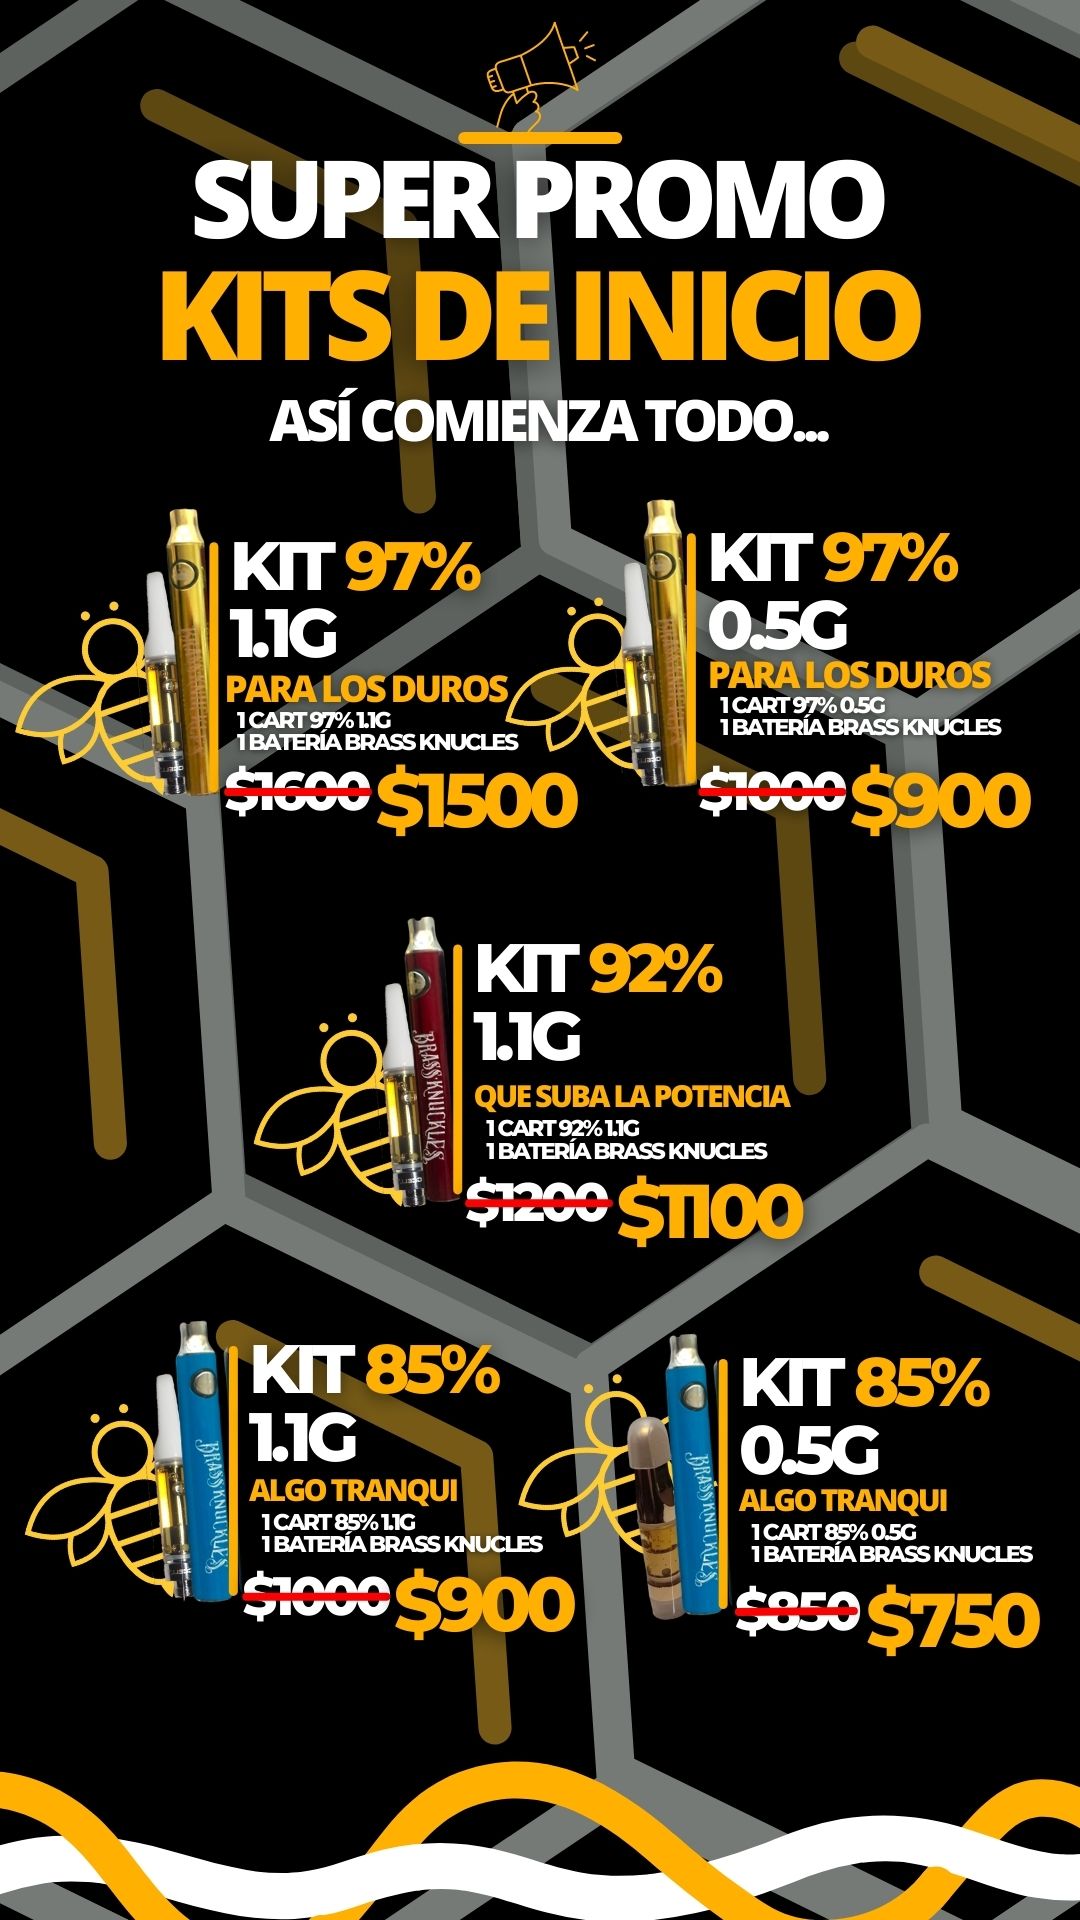 SUPER PROMO
KITS DE INICIO
ASÍ COMIENZA TODO...
KIT 97%
1.1G
PARA LOS DUROS
1 CART 97% 1.1G
1 BATERÍA BRASS KNUCLES
$1600 $1500
KIT 97%
0.5G
PARA LOS DUROS
1 CART 97% 0.5G
1 BATERÍA BRASS KNUCLES
$1000 $900
BRASS KNUCKLES
KIT 92%
1.1G
QUE SUBA LA POTENCIA
1 CART 92% 1.1G
1 BATERÍA BRASS KNUCLES
$1200 $1100
BRASS KNUCKLES
KIT 85%
1.1G
ALGO TRANQUI
1 CART 85% 1.1G
1 BATERÍA BRASS KNUCLES
$1000 $900
BRASS KNUCKLES
KIT 85%
0.5G
ALGO TRANQUI
1 CART 85% 0.5G
1 BATERÍA BRASS KNUCLES
$850 $750